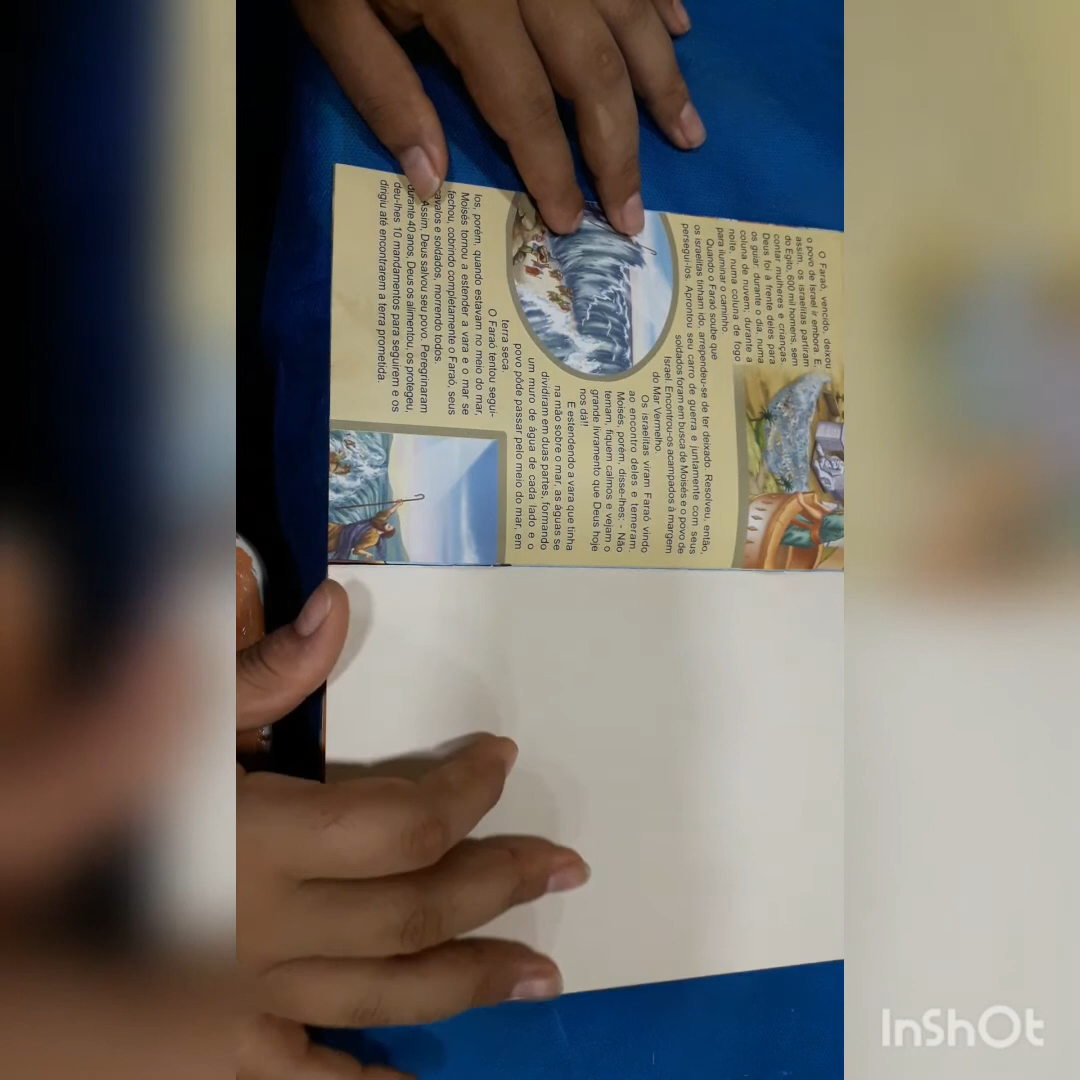 O Faraó, vencido, deixou
o povo de Israel ir embora. E,
assim, os israelitas partiram
do Egito, 600 mil homens, sem
contar mulheres e crianças.
Deus foi à frente deles para
os guiar: durante o dia, numa
coluna de nuvem; durante a
noite, numa coluna de fogo
para iluminar o caminho.
Quando o Faraó soube que
os israelitas tinham ido, arrependeu-se de ter deixado. Resolveu, então,
persegui-los. Aprontou seu carro de guerra e juntamente com seus
soldados foram em busca de Moisés e o povo de
Israel. Encontrou-os acampados à margem
do Mar Vermelho.
Os israelitas viram Faraó vindo
ao encontro deles e temeram.
Moisés, porém, disse-lhes: - Não
temam, fiquem calmos e vejam o
grande livramento que Deus hoje
nos dá!!
E estendendo a vara que tinha
na mão sobre o mar, as águas se
dividiram em duas partes, formando
um muro de água de cada lado e o
povo pôde passar pelo meio do mar, em
terra seca.
O Faraó tentou segui-
los, porém, quando estavam no meio do mar,
Moisés tornou a estender a vara e o mar se
fechou, cobrindo completamente o Faraó, seus
cavalos e soldados, morrendo todos.
Assim, Deus salvou seu povo. Peregrinaram
durante 40 anos, Deus os alimentou, os protegeu,
deu-lhes 10 mandamentos para seguirem e os
dirigiu até encontrarem a terra prometida.
InShOt